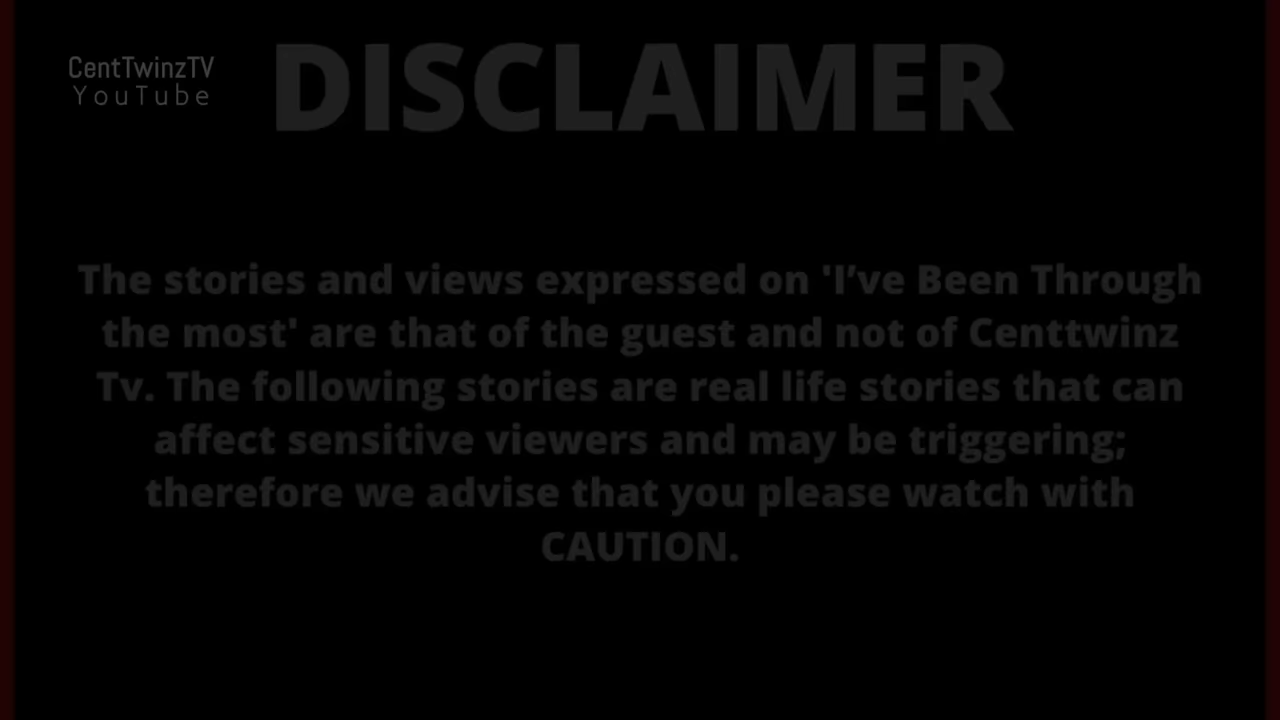 CentTwinzTV
YouTube
DISCLAIMER
The stories and views expressed on 'I’ve Been Through
the most' are that of the guest and not of Centtwinz
Tv. The following stories are real life stories that can
affect sensitive viewers and may be triggering;
therefore we advise that you please watch with
CAUTION.